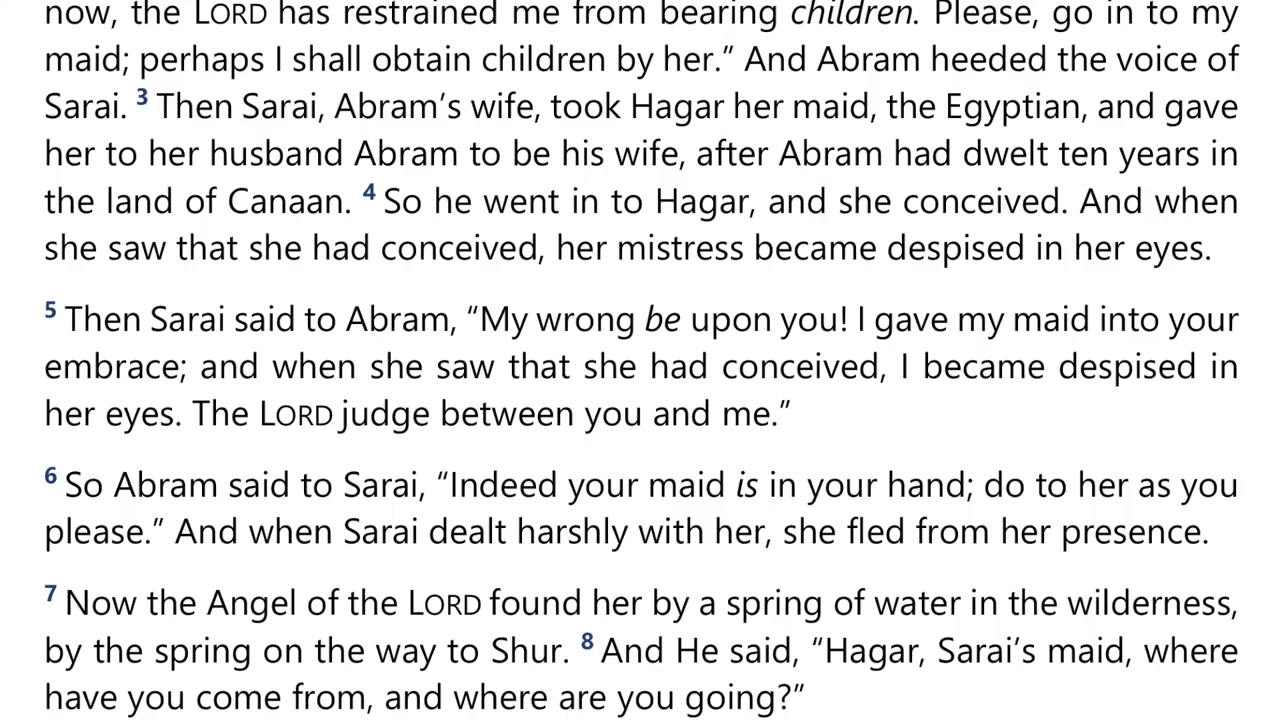 now, the LORD has restrained me from bearing children. Please, go in to my
maid; perhaps I shall obtain children by her.” And Abram heeded the voice of
Sarai. 3 Then Sarai, Abram’s wife, took Hagar her maid, the Egyptian, and gave
her to her husband Abram to be his wife, after Abram had dwelt ten years in
the land of Canaan. 4 So he went in to Hagar, and she conceived. And when
she saw that she had conceived, her mistress became despised in her eyes.
5 Then Sarai said to Abram, “My wrong be upon you! I gave my maid into your
embrace; and when she saw that she had conceived, I became despised in
her eyes. The LORD judge between you and me.”
6 So Abram said to Sarai, “Indeed your maid is in your hand; do to her as you
please.” And when Sarai dealt harshly with her, she fled from her presence.
7 Now the Angel of the LORD found her by a spring of water in the wilderness,
by the spring on the way to Shur. 8 And He said, “Hagar, Sarai’s maid, where
have you come from, and where are you going?”